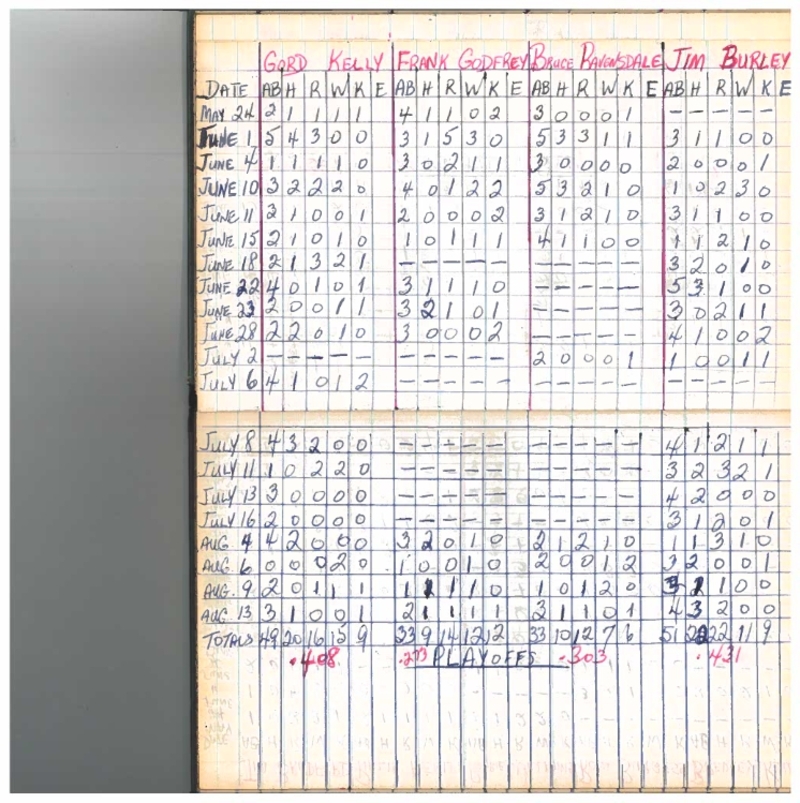 GORD KELLY FRANK GODFREY BRUCE RAVENSDALE JIM BURLEY
DATE AB H R W K E AB H R W K E AB H R W K E AB H R W K E
MAY 24 2 1 1 1 1 4 1 1 0 2 3 0 0 0 1 – – – – –
JUNE 1 5 4 3 0 0 3 1 5 3 0 5 3 3 1 1 3 1 1 0 0
JUNE 4 1 1 1 1 0 3 0 2 1 1 3 0 0 0 0 2 0 0 0 1
JUNE 10 3 2 2 2 0 4 0 1 2 2 5 3 2 1 0 1 0 2 3 0
JUNE 11 2 1 0 0 1 2 0 0 0 2 3 1 2 1 0 3 1 1 0 0
JUNE 15 2 1 0 1 0 1 0 1 1 1 4 1 1 0 0 1 1 2 1 0
JUNE 18 2 1 3 2 1 – – – – – – – – – – 3 2 0 1 0
JUNE 22 4 0 1 0 1 3 1 1 1 0 – – – – – 5 3 1 0 0
JUNE 23 2 0 0 1 1 3 2 1 0 1 – – – – – 3 0 2 1 1
JUNE 28 2 2 0 1 0 3 0 0 0 2 – – – – – 4 1 0 0 2
JULY 2 – – – – – – – – – – 2 0 0 0 1 1 0 0 1 1
JULY 6 4 1 0 1 2 – – – – – – – – – – – – – – –
JULY 8 4 3 2 0 0 – – – – – – – – – – 4 1 2 1 1
JULY 11 1 0 2 2 0 – – – – – – – – – – 3 2 3 2 1
JULY 13 3 0 0 0 0 – – – – – – – – – – 4 2 0 0 0
JULY 16 2 0 0 0 0 – – – – – – – – – – 3 1 2 0 1
AUG 4 4 2 0 0 0 3 2 0 1 0 2 1 2 1 0 1 1 3 1 0
AUG. 6 0 0 0 2 0 1 0 0 1 0 2 0 0 1 2 3 2 0 0 1
AUG. 9 2 0 1 1 1 1 1 1 1 0 1 0 1 2 0 1 1 0 0
AUG. 13 3 1 0 0 1 2 1 1 1 1 3 1 1 0 1 4 3 2 0 0
TOTALS 49 20 16 15 9 33 9 14 12 12 33 10 12 7 6 51 22 22 11 9
.408 .273 PLAYOFFS .303 .431